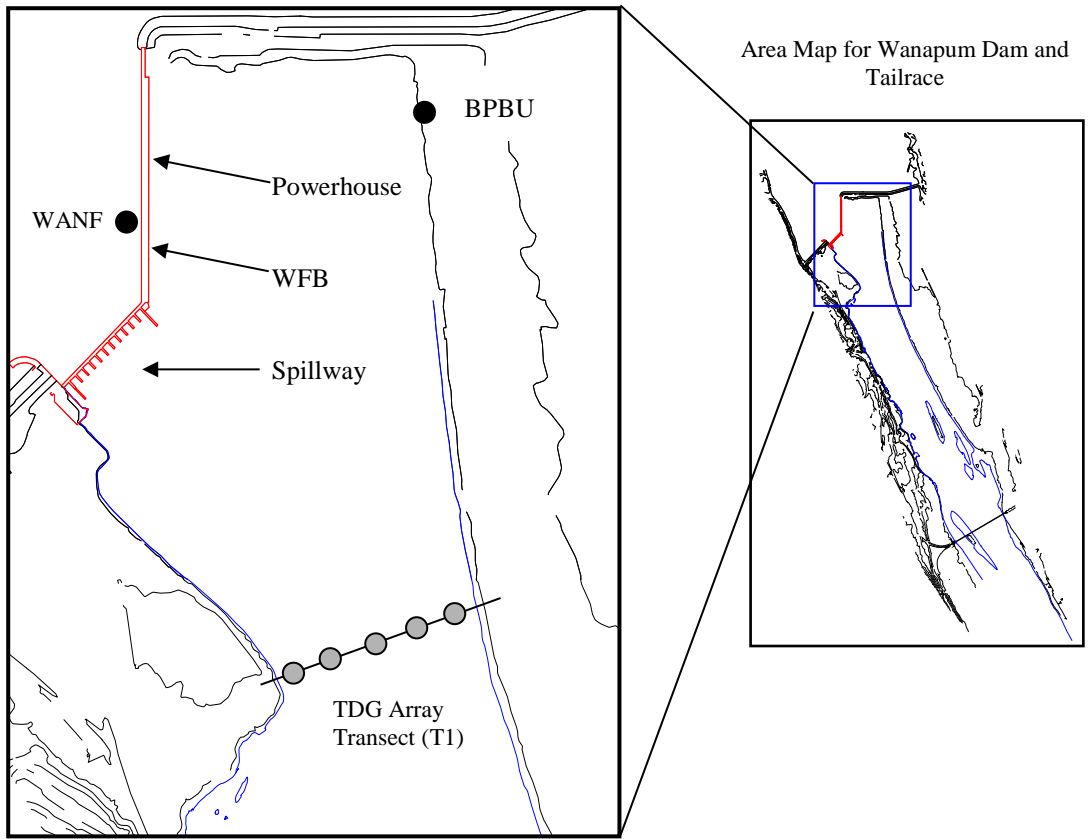 Area Map for Wanapum Dam and
Tailrace
BPBU
Powerhouse
WANF
WFB
Spillway
TDG Array
Transect (T1)